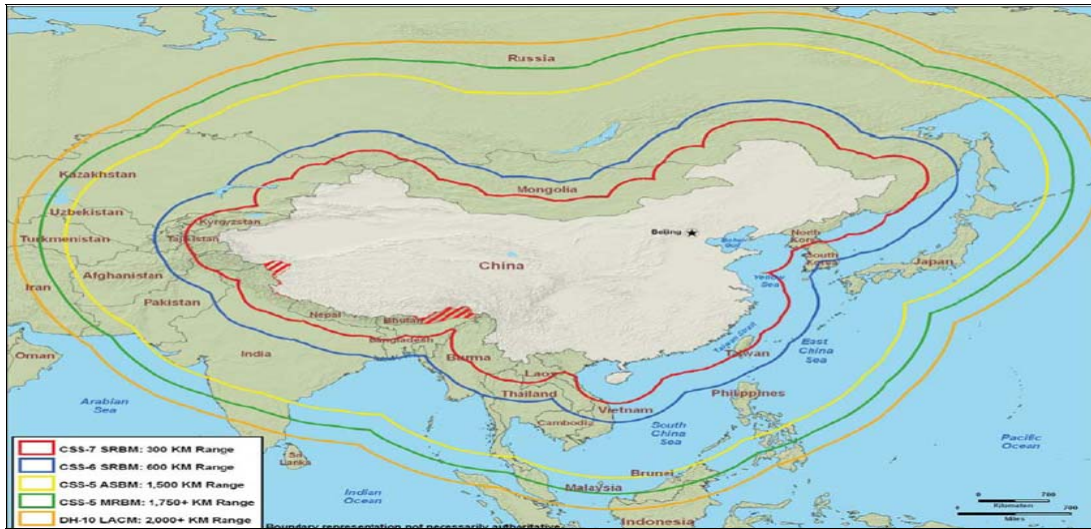 Russia
Kazakhstan
Mongolia
Uzbekistan
Kyrgyzstan
Turkmenistan
Tajikistan
Beijing
North
Korea
South
Korea
Japan
China
Afghanistan
Iran
Yellow
Sea
Pakistan
Nepal
Bhutan
Bangladesh
Taiwan Strait
East
China
Sea
Oman
India
Burma
Taiwan
Laos
Thailand
Philippines
Arabian
Sea
Vietnam
Cambodia
South
China
Sea
Pacific
Ocean
CSS-7 SRBM: 300 KM Range
CSS-6 SRBM: 600 KM Range
CSS-5 ASBM: 1,500 KM Range
CSS-5 MRBM: 1,750+ KM Range
DH-10 LACM: 2,000+ KM Range
Sri
Lanka
Brunei
Malaysia
Indian
Ocean
Indonesia
0 700
Kilometers
0 700
Miles
Boundary representation not necessarily authoritative